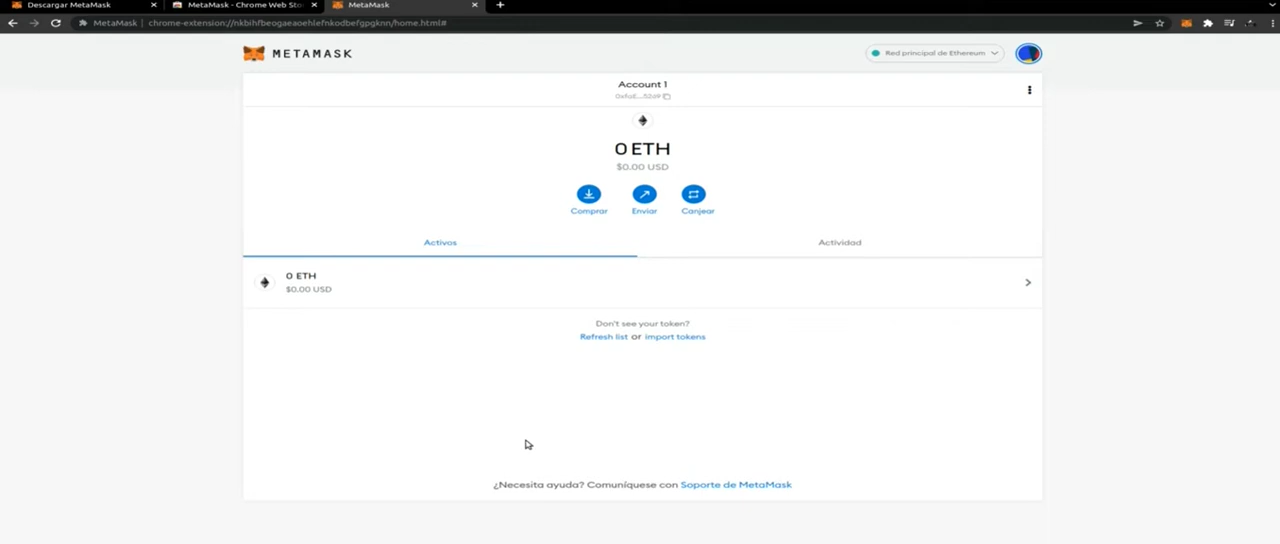 Descargar MetaMask
MetaMask - Chrome Web Sto
MetaMask
MetaMask | chrome-extension://nkbihfbeogaeaoehlefnkodbefgpgknn/home.html#
METAMASK
Red principal de Ethereum
Account 1
0 ETH
$0.00 USD
Comprar
Enviar
Canjear
Activos
Actividad
0 ETH
$0.00 USD
Don't see your token?
Refresh list or import tokens
¿Necesita ayuda? Comuníquese con Soporte de MetaMask